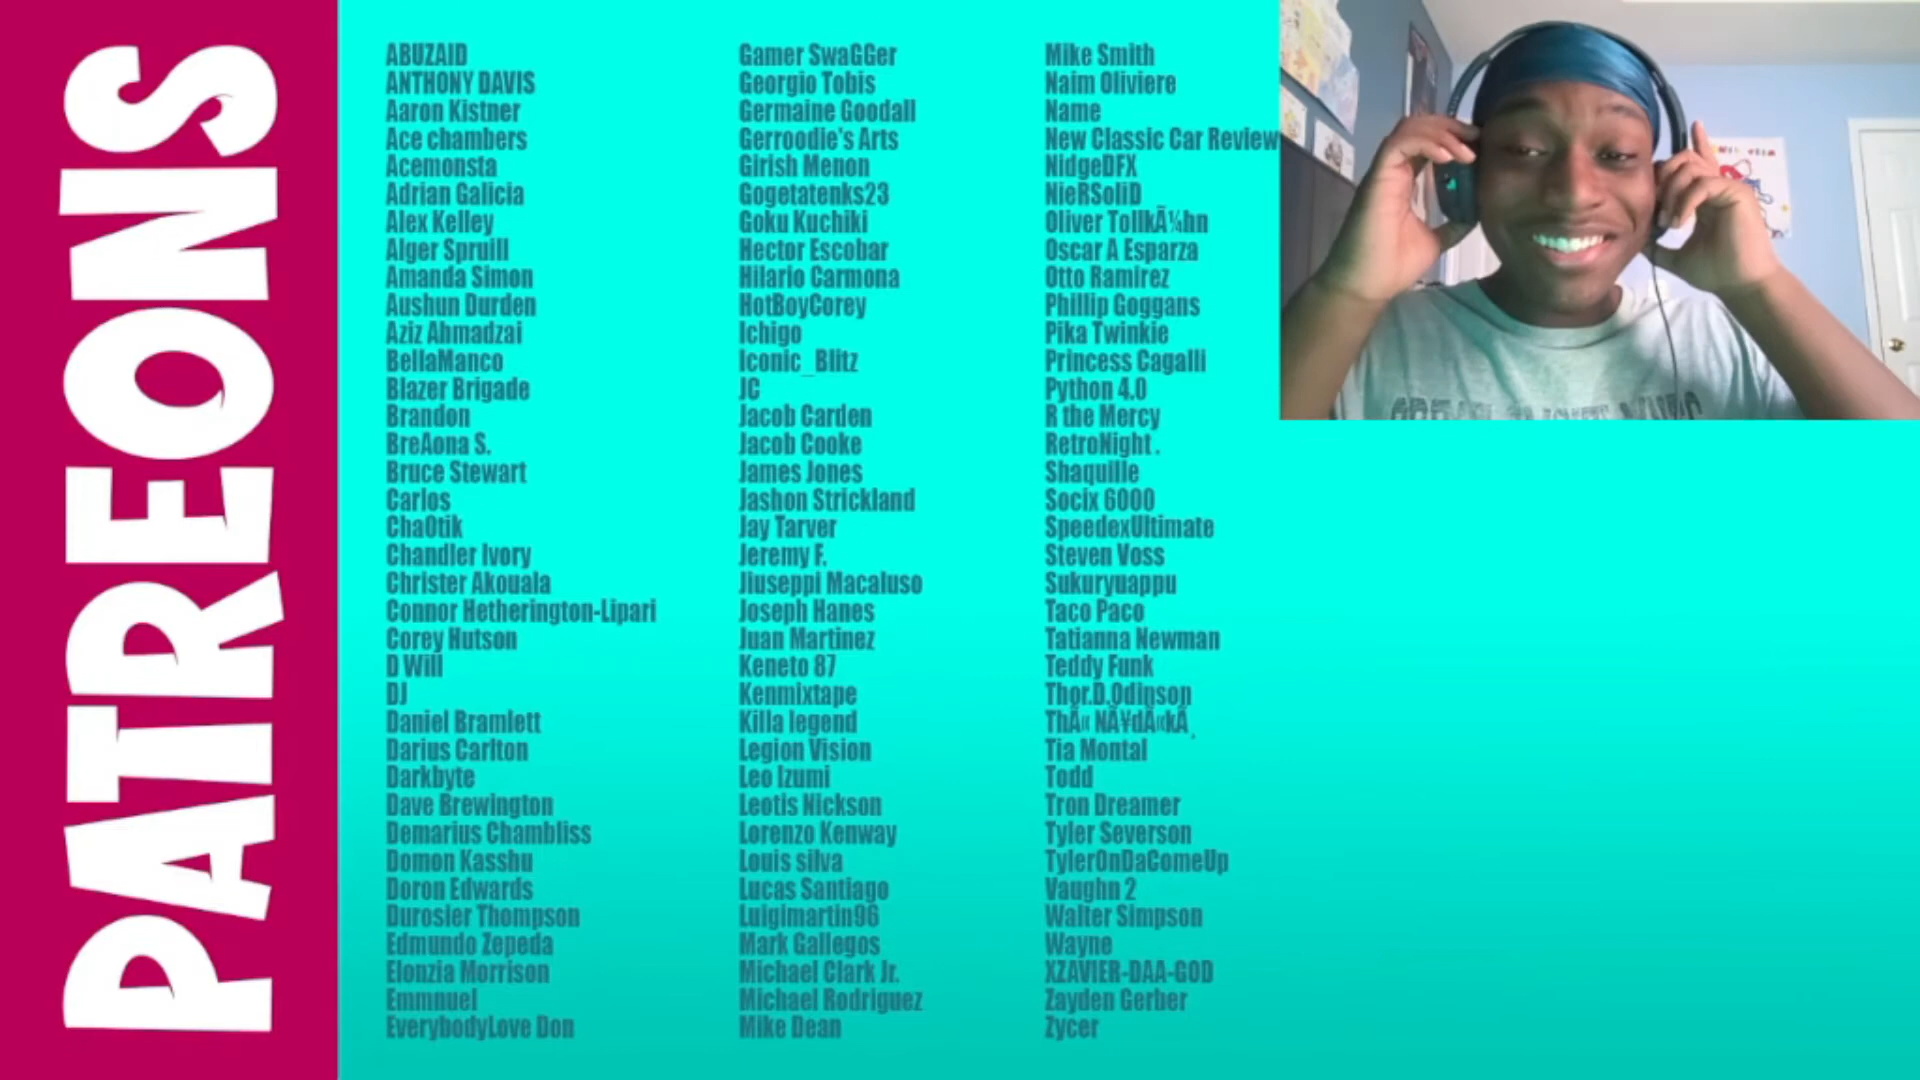 PATREONS
ABUZAID
ANTHONY DAVIS
Aaron Kistner
Ace chambers
Acemonsta
Adrian Galicia
Alex Kelley
Alger Spruill
Amanda Simon
Aushun Durden
Aziz Ahmadzai
BellaManco
Blazer Brigade
Brandon
BreAona S.
Bruce Stewart
Carlos
ChaOtik
Chandler Ivory
Christer Akouala
Connor Hetherington-Lipari
Corey Hutson
D Will
DJ
Daniel Bramlett
Darius Carlton
Darkbyte
Dave Brewington
Demarius Chambliss
Domon Kasshu
Doron Edwards
Durosier Thompson
Edmundo Zepeda
Elonzia Morrison
Emmnuel
EverybodyLove Don
Gamer SwaGGer
Georgio Tobis
Germaine Goodall
Gerroodie's Arts
Girish Menon
Gogetatenks23
Goku Kuchiki
Hector Escobar
Hilario Carmona
HotBoyCorey
Ichigo
Iconic_Blitz
JC
Jacob Carden
Jacob Cooke
James Jones
Jashon Strickland
Jay Tarver
Jeremy F.
Jiuseppi Macaluso
Joseph Hanes
Juan Martinez
Keneto 87
Kenmixtape
Killa legend
Legion Vision
Leo Izumi
Leotis Nickson
Lorenzo Kenway
Louis silva
Lucas Santiago
Luigimartin96
Mark Gallegos
Michael Clark Jr.
Michael Rodriguez
Mike Dean
Mike Smith
Naim Oliviere
Name
New Classic Car Review
NidgeDFX
NieRSoliD
Oliver TollkÃ¼hn
Oscar A Esparza
Otto Ramirez
Phillip Goggans
Pika Twinkie
Princess Cagalli
Python 4.0
R the Mercy
RetroNight .
Shaquille
Socix 6000
SpeedexUltimate
Steven Voss
Sukuryuappu
Taco Paco
Tatianna Newman
Teddy Funk
Thor.D.Odinson
ThÃ« NÃ¥dÃ«kÃ¸
Tia Montal
Todd
Tron Dreamer
Tyler Severson
TylerOnDaComeUp
Vaughn 2
Walter Simpson
Wayne
XZAVIER-DAA-GOD
Zayden Gerber
Zycer